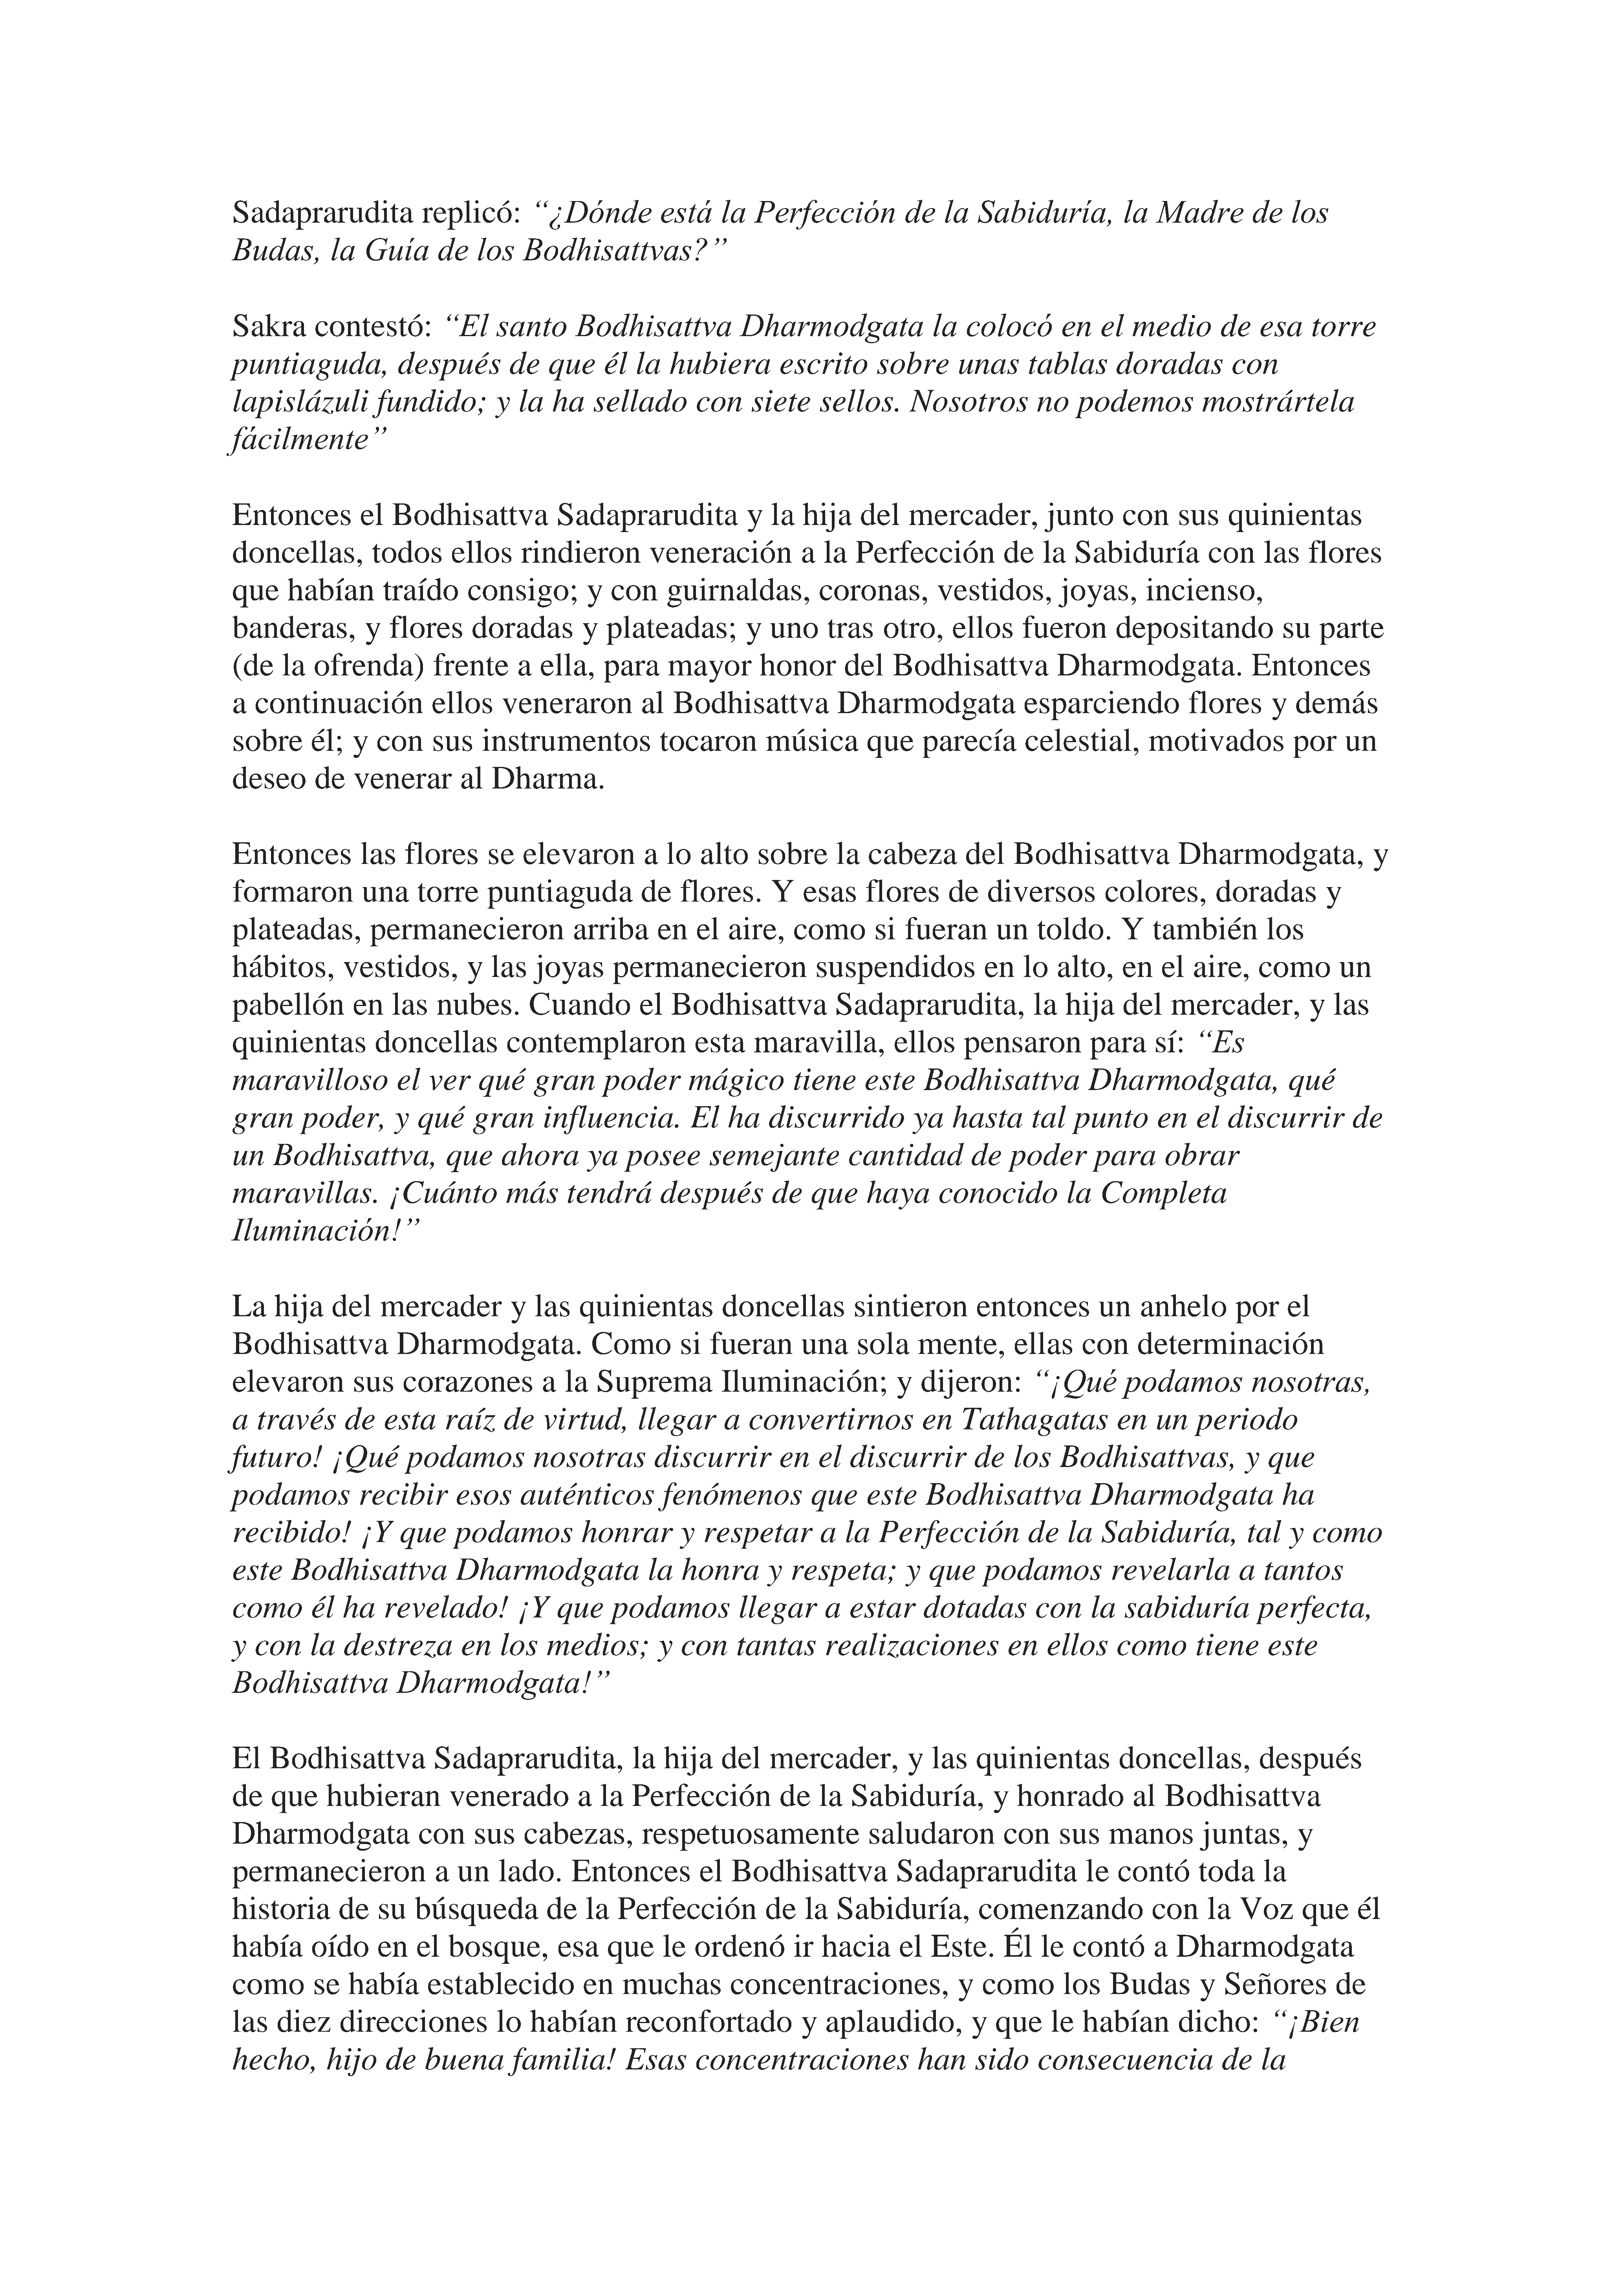 Sadaprarudita replicó: “¿Dónde está la Perfección de la Sabiduría, la Madre de los
Budas, la Guía de los Bodhisattvas?”
Sakra contestó: “El santo Bodhisattva Dharmodgata la colocó en el medio de esa torre
puntiaguda, después de que él la hubiera escrito sobre unas tablas doradas con
lapislázuli fundido; y la ha sellado con siete sellos. Nosotros no podemos mostrártela
fácilmente”
Entonces el Bodhisattva Sadaprarudita y la hija del mercader, junto con sus quinientas
doncellas, todos ellos rindieron veneración a la Perfección de la Sabiduría con las flores
que habían traído consigo; y con guirnaldas, coronas, vestidos, joyas, incienso,
banderas, y flores doradas y plateadas; y uno tras otro, ellos fueron depositando su parte
(de la ofrenda) frente a ella, para mayor honor del Bodhisattva Dharmodgata. Entonces
a continuación ellos veneraron al Bodhisattva Dharmodgata esparciendo flores y demás
sobre él; y con sus instrumentos tocaron música que parecía celestial, motivados por un
deseo de venerar al Dharma.
Entonces las flores se elevaron a lo alto sobre la cabeza del Bodhisattva Dharmodgata, y
formaron una torre puntiaguda de flores. Y esas flores de diversos colores, doradas y
plateadas, permanecieron arriba en el aire, como si fueran un toldo. Y también los
hábitos, vestidos, y las joyas permanecieron suspendidos en lo alto, en el aire, como un
pabellón en las nubes. Cuando el Bodhisattva Sadaprarudita, la hija del mercader, y las
quinientas doncellas contemplaron esta maravilla, ellos pensaron para sí: “Es
maravilloso el ver qué gran poder mágico tiene este Bodhisattva Dharmodgata, qué
gran poder, y qué gran influencia. El ha discurrido ya hasta tal punto en el discurrir de
un Bodhisattva, que ahora ya posee semejante cantidad de poder para obrar
maravillas. ¡Cuánto más tendrá después de que haya conocido la Completa
Iluminación!”
La hija del mercader y las quinientas doncellas sintieron entonces un anhelo por el
Bodhisattva Dharmodgata. Como si fueran una sola mente, ellas con determinación
elevaron sus corazones a la Suprema Iluminación; y dijeron: “¡Qué podamos nosotras,
a través de esta raíz de virtud, llegar a convertirnos en Tathagatas en un periodo
futuro! ¡Qué podamos nosotras discurrir en el discurrir de los Bodhisattvas, y que
podamos recibir esos auténticos fenómenos que este Bodhisattva Dharmodgata ha
recibido! ¡Y que podamos honrar y respetar a la Perfección de la Sabiduría, tal y como
este Bodhisattva Dharmodgata la honra y respeta; y que podamos revelarla a tantos
como él ha revelado! ¡Y que podamos llegar a estar dotadas con la sabiduría perfecta,
y con la destreza en los medios; y con tantas realizaciones en ellos como tiene este
Bodhisattva Dharmodgata!”
El Bodhisattva Sadaprarudita, la hija del mercader, y las quinientas doncellas, después
de que hubieran venerado a la Perfección de la Sabiduría, y honrado al Bodhisattva
Dharmodgata con sus cabezas, respetuosamente saludaron con sus manos juntas, y
permanecieron a un lado. Entonces el Bodhisattva Sadaprarudita le contó toda la
historia de su búsqueda de la Perfección de la Sabiduría, comenzando con la Voz que él
había oído en el bosque, esa que le ordenó ir hacia el Este. Él le contó a Dharmodgata
como se había establecido en muchas concentraciones, y como los Budas y Señores de
las diez direcciones lo habían reconfortado y aplaudido, y que le habían dicho: “¡Bien
hecho, hijo de buena familia! Esas concentraciones han sido consecuencia de la